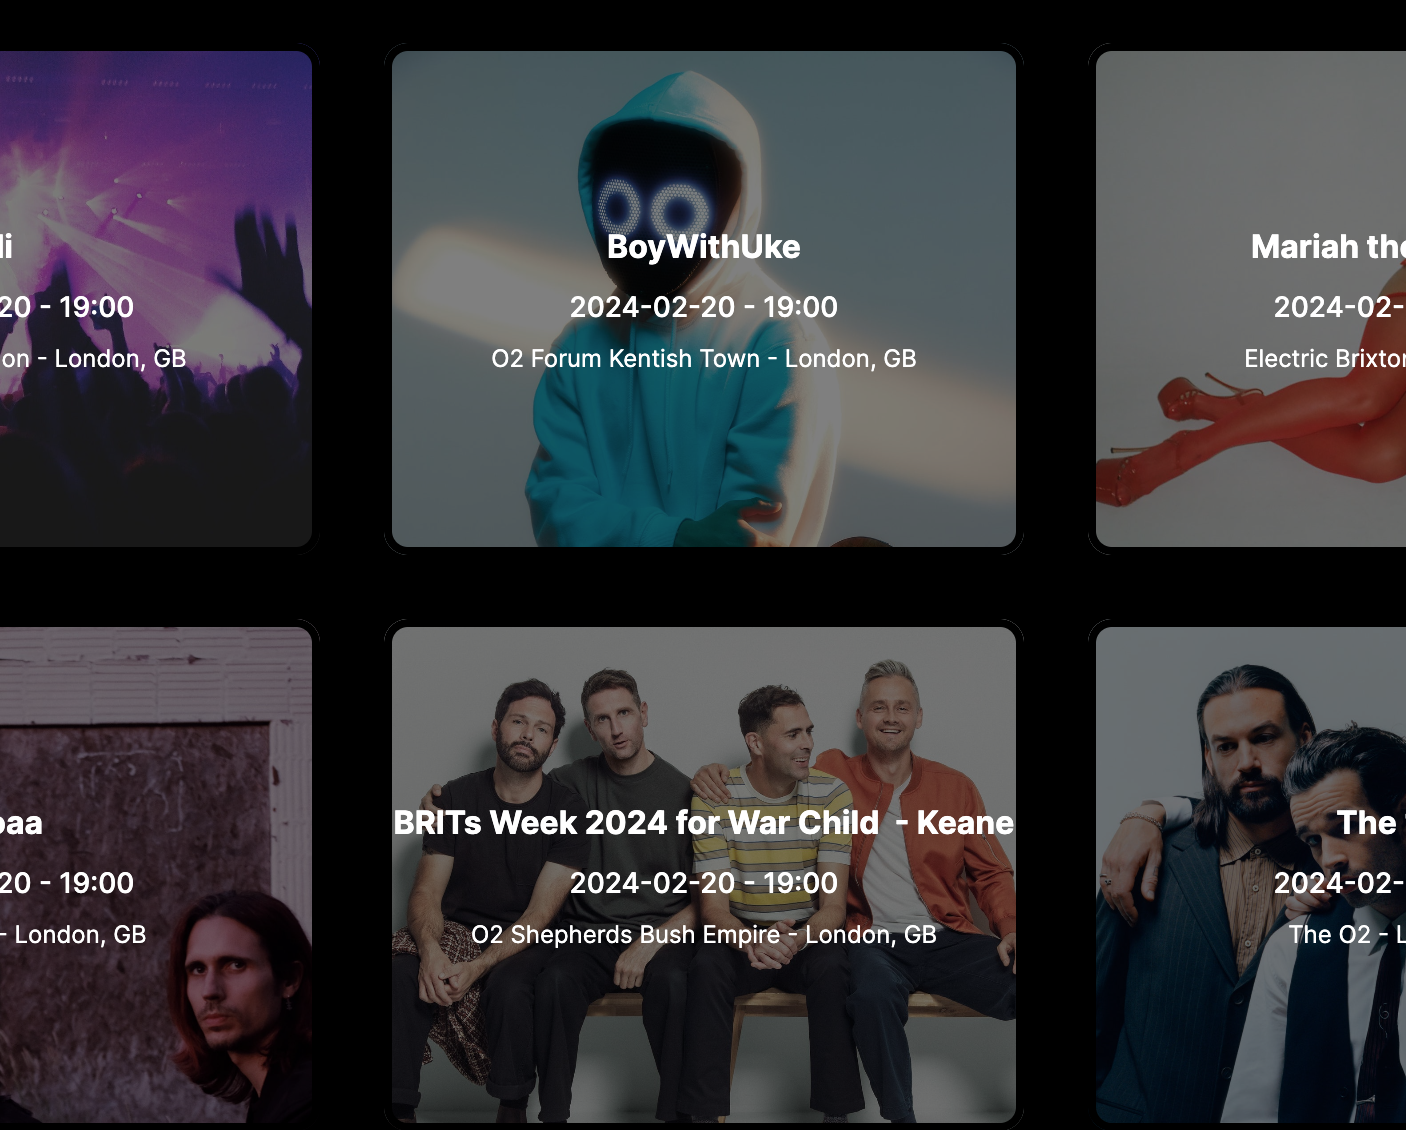 li
BoyWithUke
Mariah the
20 - 19:00
2024-02-20 - 19:00
2024-02-
on - London, GB
O2 Forum Kentish Town - London, GB
Electric Brixton
paa
BRITs Week 2024 for War Child - Keane
The
20 - 19:00
2024-02-20 - 19:00
2024-02-
- London, GB
O2 Shepherds Bush Empire - London, GB
The O2 - L